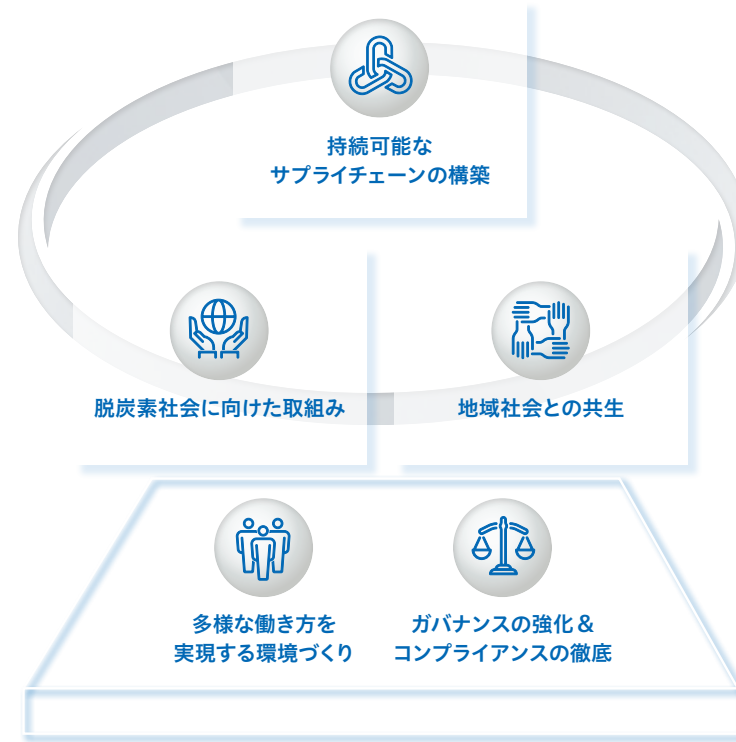 持続可能な
サプライチェーンの構築
脱炭素社会に向けた取組み
地域社会との共生
多様な働き方を
実現する環境づくり
ガバナンスの強化＆
コンプライアンスの徹底